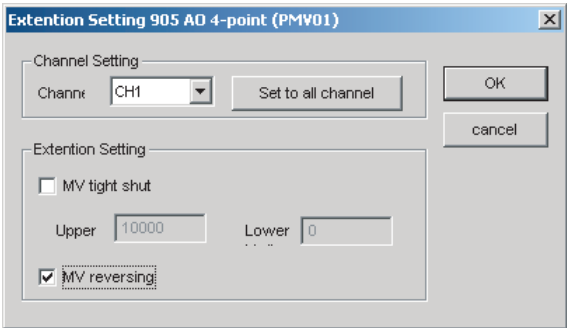 Extention Setting 905 AO 4-point (PMV01)
Channel Setting
Channe CH1 Set to all channel
OK
cancel
Extention Setting
MV tight shut
Upper 10000 Lower 0
MV reversing